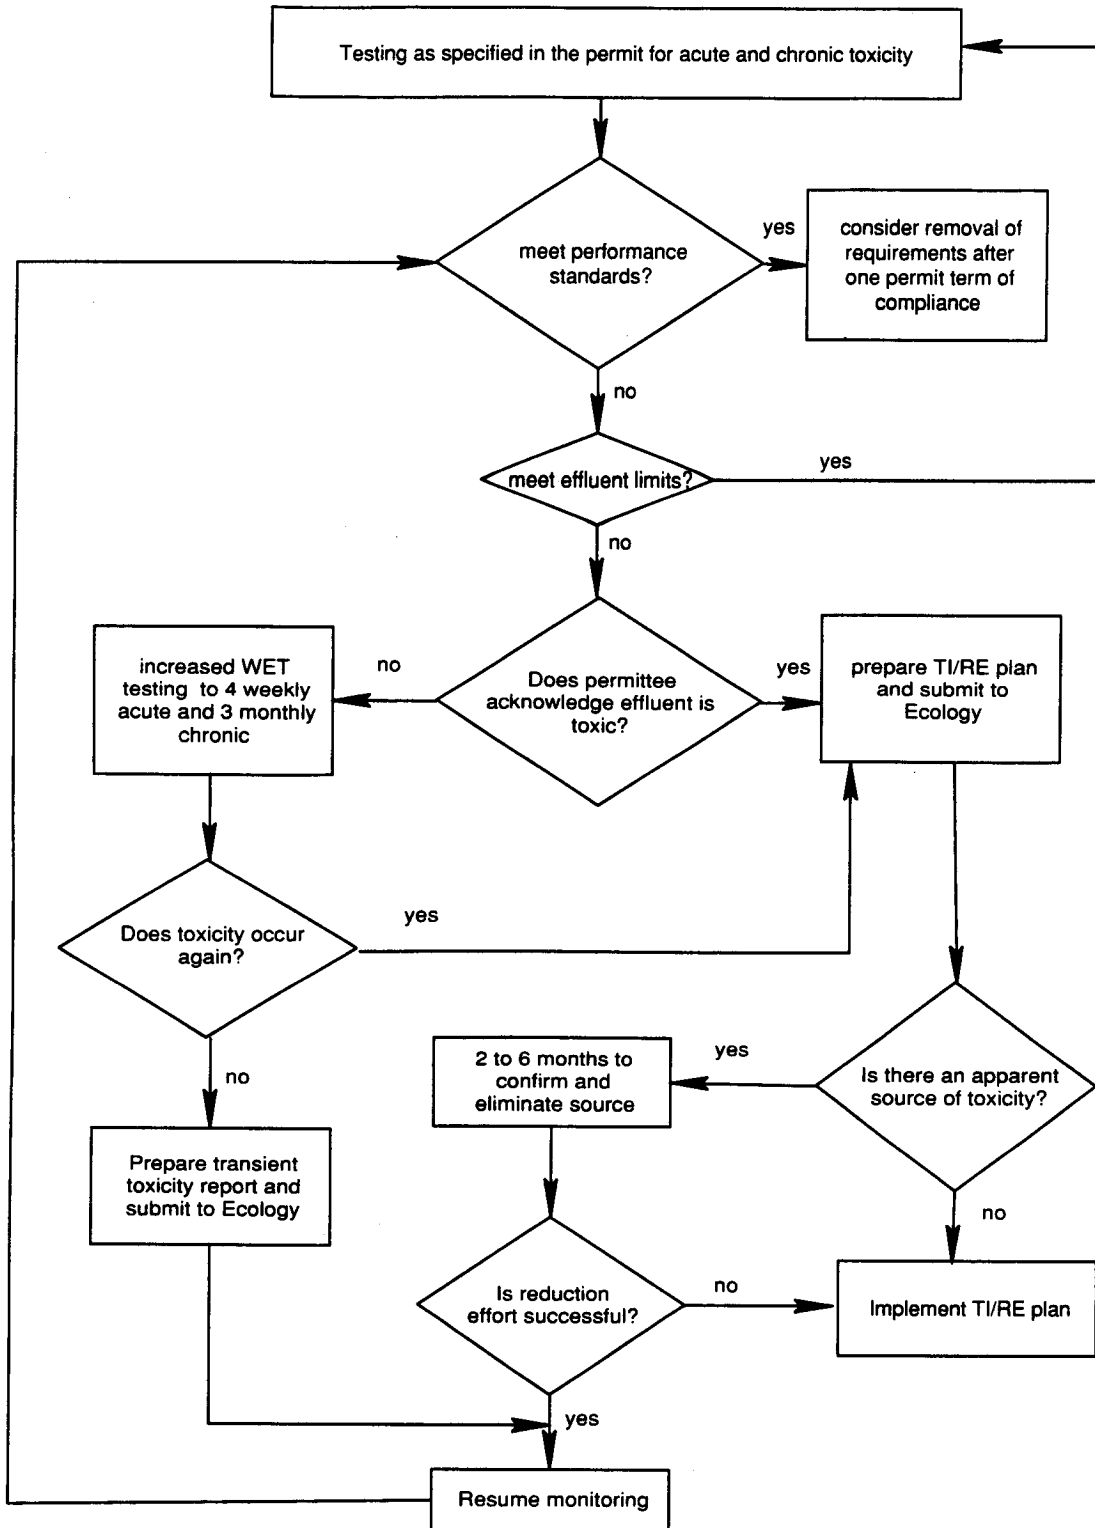 Testing as specified in the permit for acute and chronic toxicity
meet performance
standards?
yes
consider removal of
requirements after
one permit term of
compliance
no
meet effluent limits?
yes
no
Does permittee
acknowledge effluent is
toxic?
no
increased WET
testing to 4 weekly
acute and 3 monthly
chronic
yes
prepare TI/RE plan
and submit to
Ecology
Does toxicity occur
again?
yes
no
Prepare transient
toxicity report and
submit to Ecology
Is there an apparent
source of toxicity?
yes
2 to 6 months to
confirm and
eliminate source
no
Is reduction
effort successful?
no
Implement TI/RE plan
yes
Resume monitoring